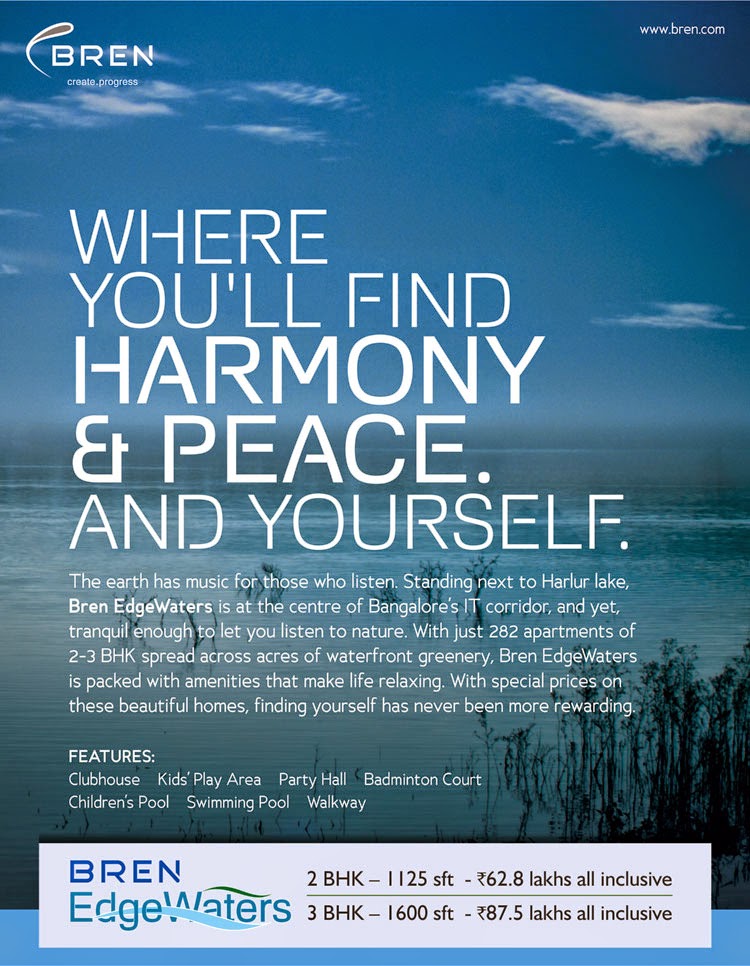 BREN
create.progress
www.bren.com
WHERE
YOU'LL FIND
HARMONY
& PEACE.
AND YOURSELF.
The earth has music for those who listen. Standing next to Harlur lake,
Bren EdgeWaters is at the centre of Bangalore's IT corridor, and yet,
tranquil enough to let you listen to nature. With just 282 apartments of
2-3 BHK spread across acres of waterfront greenery, Bren EdgeWaters
is packed with amenities that make life relaxing. With special prices on
these beautiful homes, finding yourself has never been more rewarding.
FEATURES:
Clubhouse Kids' Play Area Party Hall Badminton Court
Children's Pool Swimming Pool Walkway
BREN
EdgeWaters
2 BHK – 1125 sft - ₹62.8 lakhs all inclusive
3 BHK – 1600 sft - ₹87.5 lakhs all inclusive